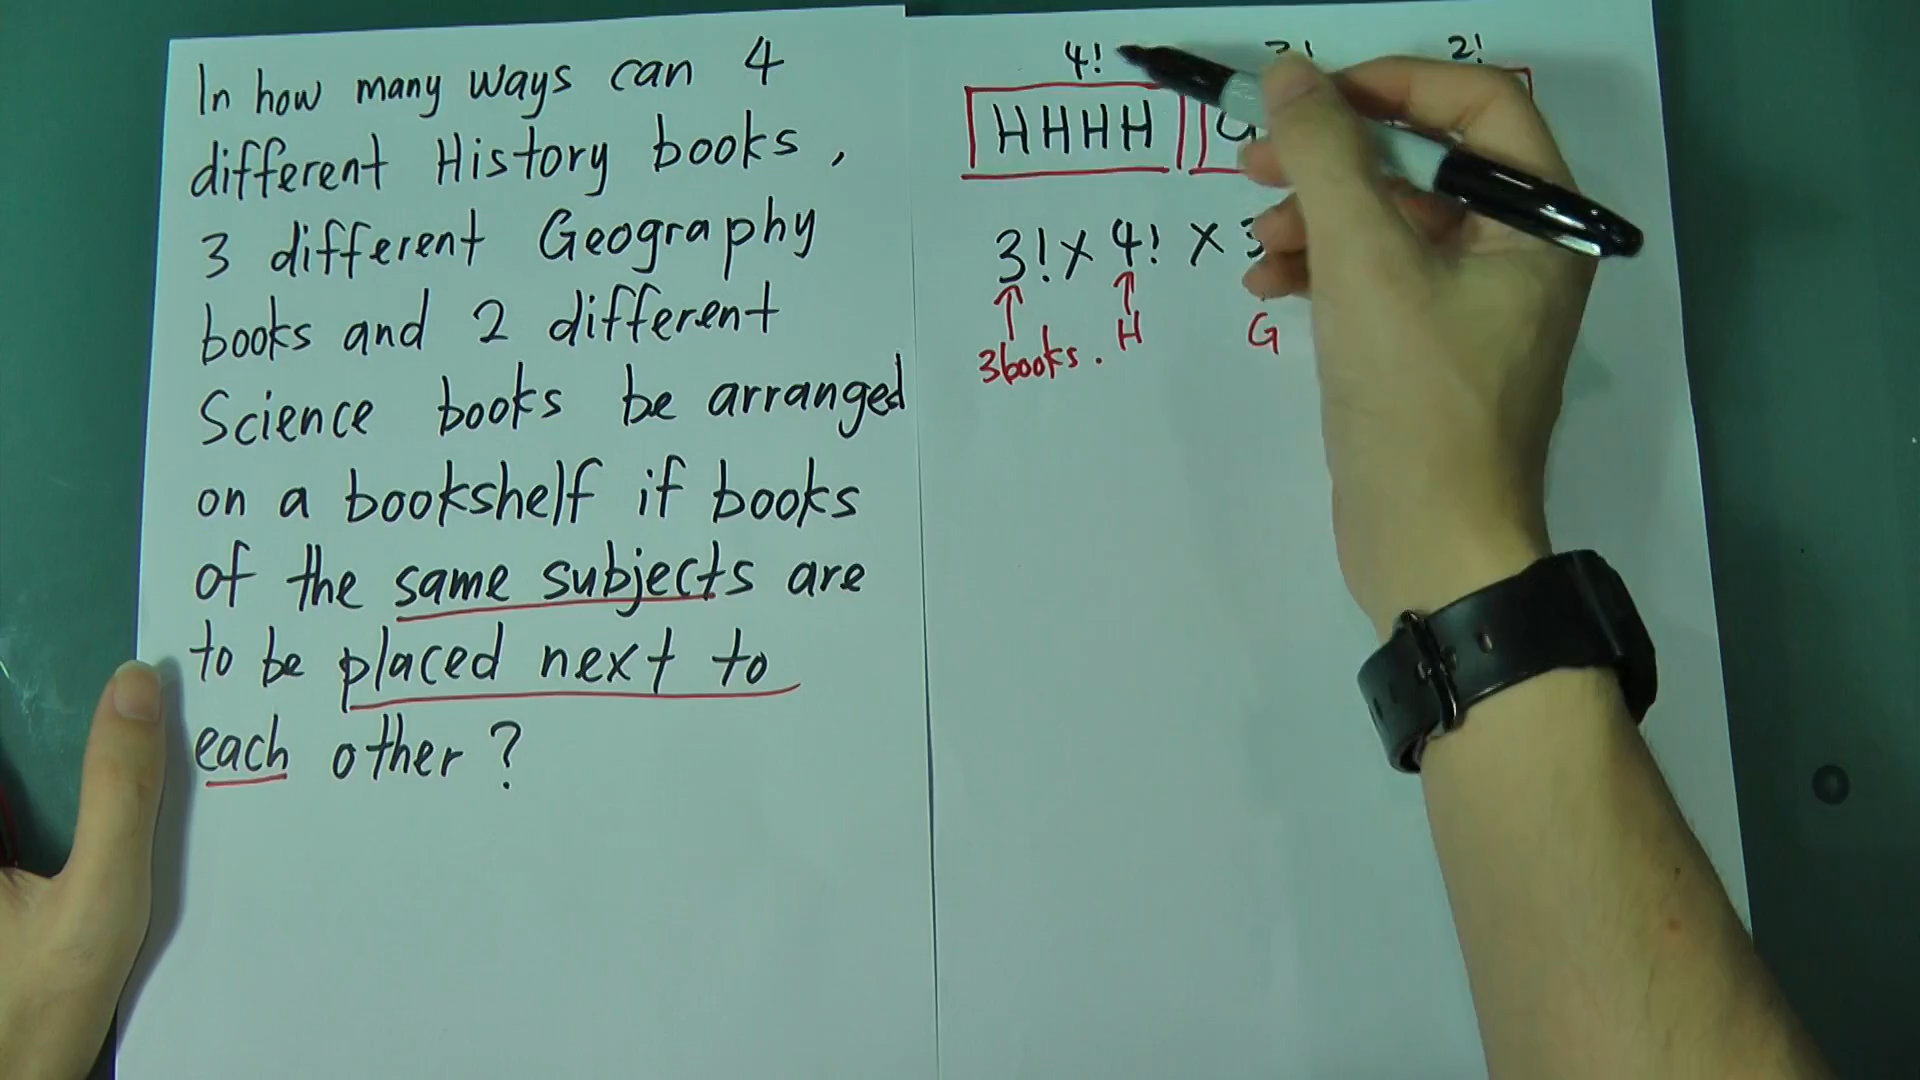 In how many ways can 4
different History books,
3 different Geography
books and 2 different
Science books be arranged
on a bookshelf if books
of the same subjects are
to be placed next to
each other?
4! 2!
HHHH
3! × 4! × 3
3books. H G